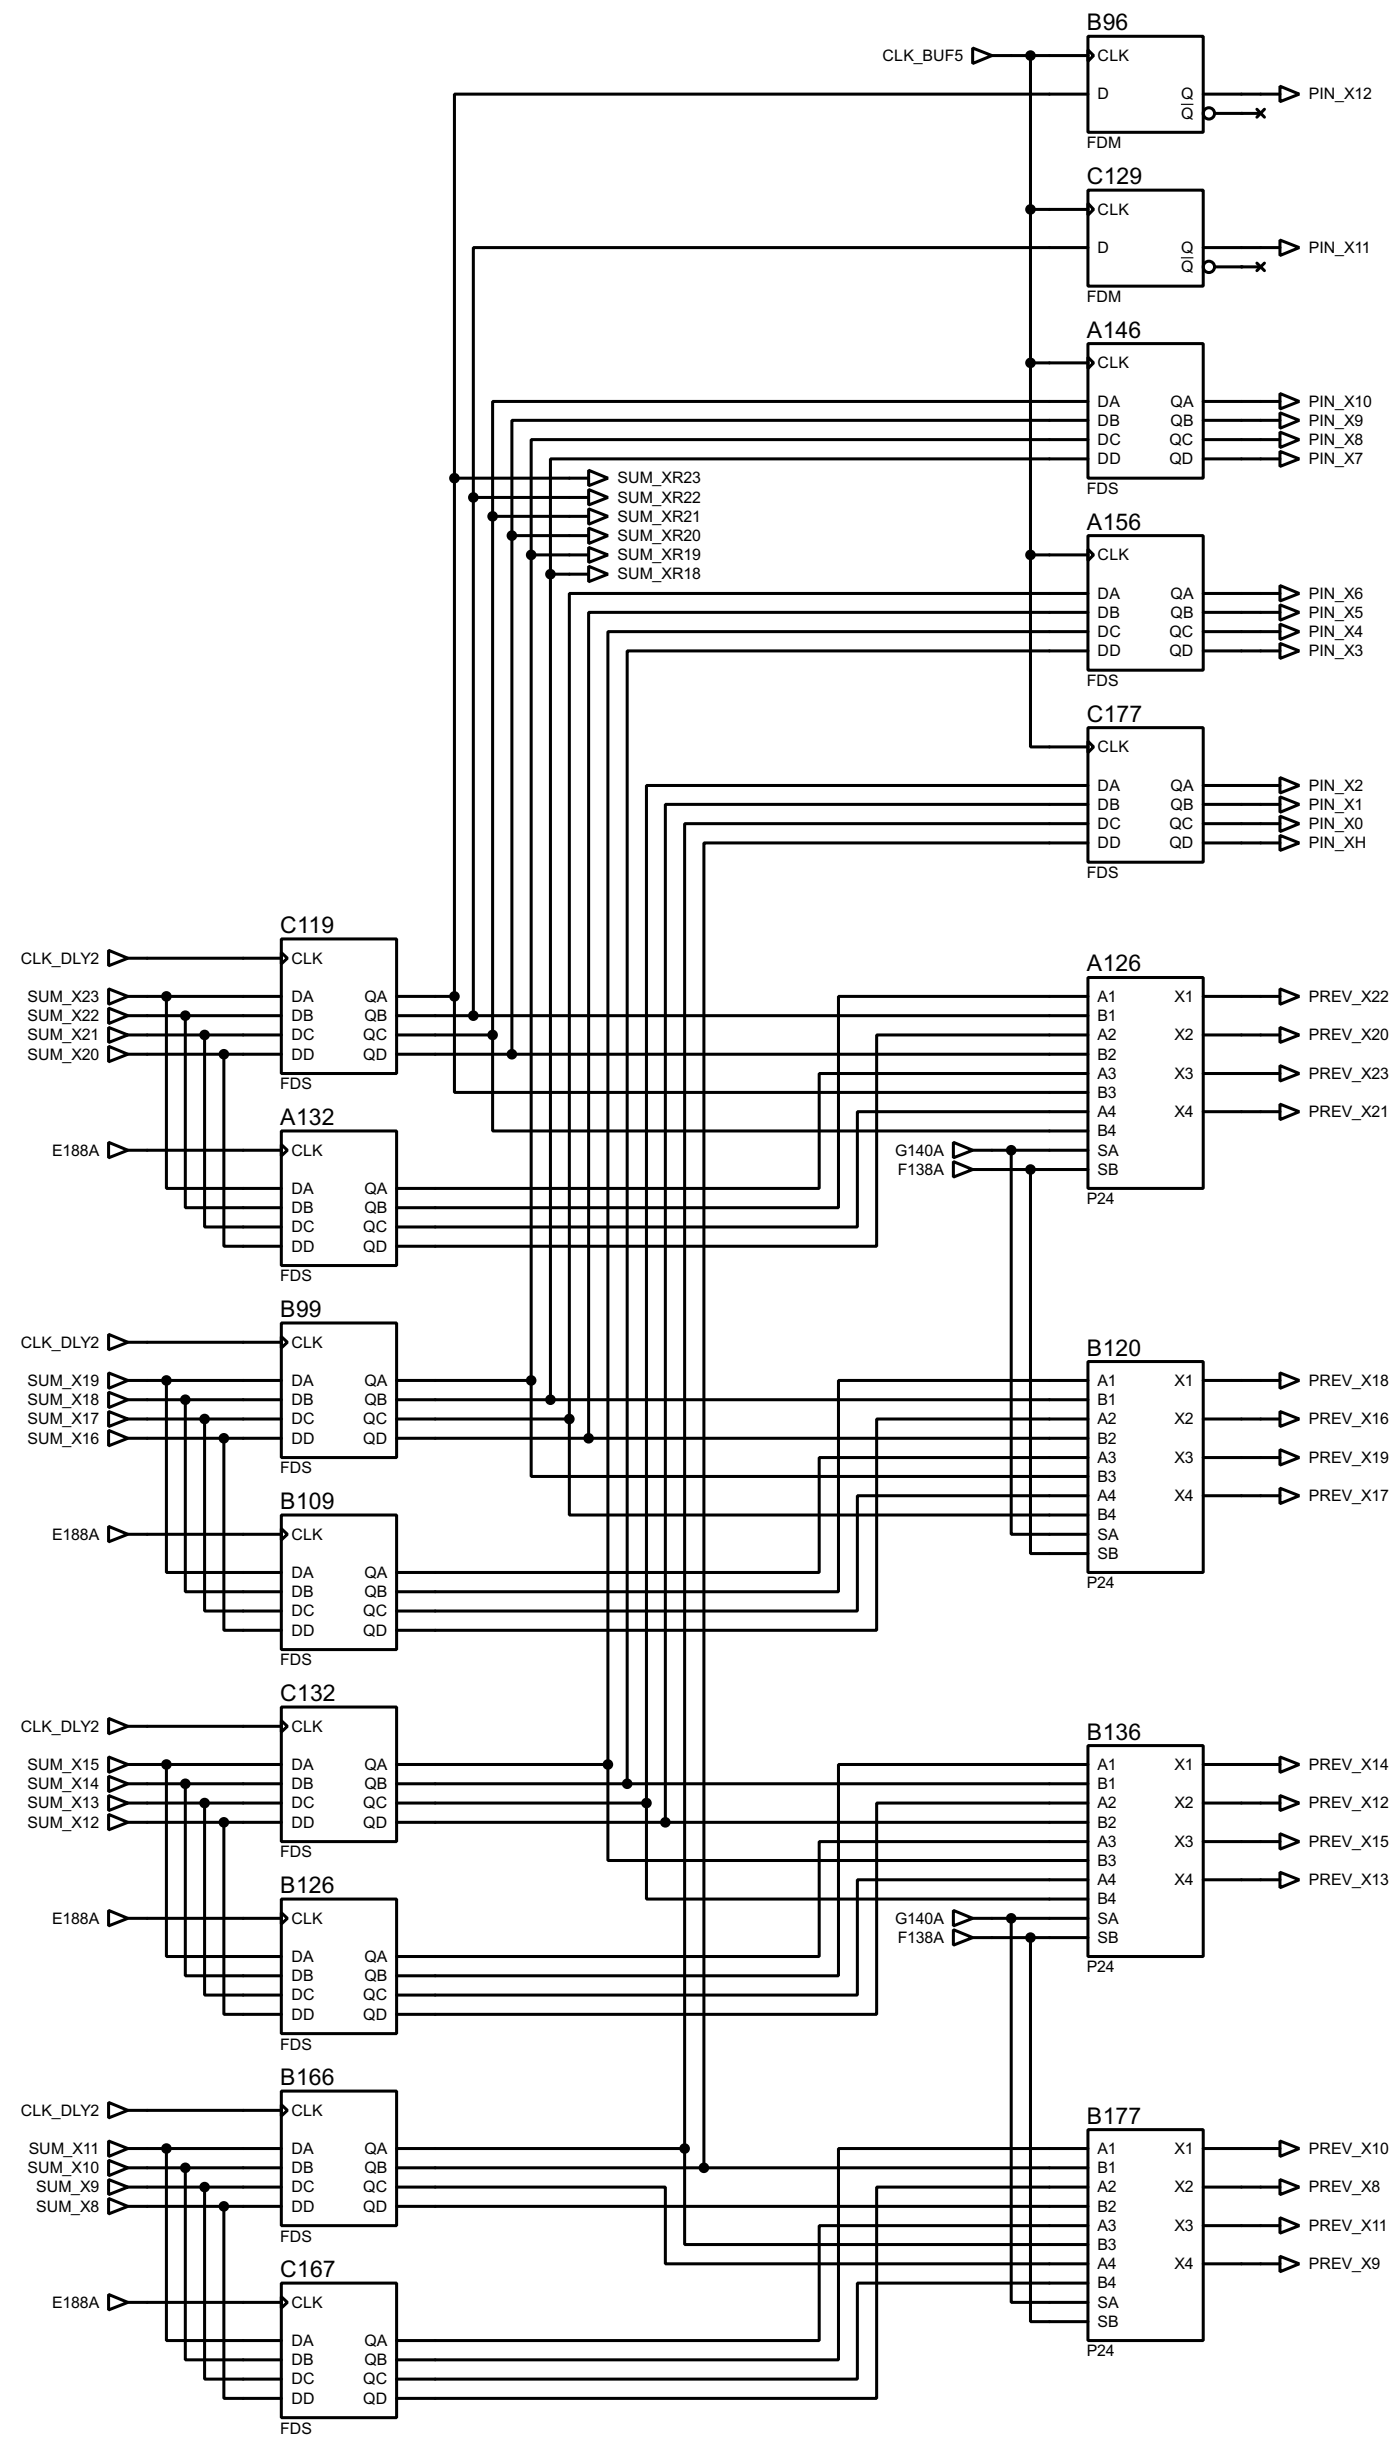 B96
CLK_BUF5 CLK
D Q PIN_X12
Q
FDM
C129
CLK
D Q PIN_X11
Q
FDM
A146
CLK
DA QA PIN_X10
DB QB PIN_X9
DC QC PIN_X8
DD QD PIN_X7
SUM_XR23
FDS
SUM_XR22
SUM_XR21
A156
SUM_XR20
SUM_XR19 CLK
SUM_XR18
DA QA PIN_X6
DB QB PIN_X5
DC QC PIN_X4
DD QD PIN_X3
FDS
C177
CLK
DA QA PIN_X2
DB QB PIN_X1
DC QC PIN_X0
DD QD PIN_XH
FDS
C119
CLK_DLY2 CLK
A126
SUM_X23 DA QA A1 X1 PREV_X22
SUM_X22 DB QB B1
SUM_X21 DC QC A2 X2 PREV_X20
SUM_X20 DD QD B2
FDS A3 X3 PREV_X23
B3
A132 A4 X4 PREV_X21
B4
E188A CLK G140A SA
F138A SB
DA QA P24
DB QB
DC QC
DD QD
FDS
B99
CLK_DLY2 CLK B120
SUM_X19 DA QA A1 X1 PREV_X18
SUM_X18 DB QB B1
SUM_X17 DC QC A2 X2 PREV_X16
SUM_X16 DD QD B2
FDS A3 X3 PREV_X19
B3
B109 A4 X4 PREV_X17
B4
E188A CLK SA
SB
DA QA P24
DB QB
DC QC
DD QD
FDS
C132
CLK_DLY2 CLK B136
SUM_X15 DA QA A1 X1 PREV_X14
SUM_X14 DB QB B1
SUM_X13 DC QC A2 X2 PREV_X12
SUM_X12 DD QD B2
FDS A3 X3 PREV_X15
B3
B126 A4 X4 PREV_X13
B4
E188A CLK G140A SA
F138A SB
DA QA P24
DB QB
DC QC
DD QD
FDS
B166
CLK_DLY2 CLK B177
SUM_X11 DA QA A1 X1 PREV_X10
SUM_X10 DB QB B1
SUM_X9 DC QC A2 X2 PREV_X8
SUM_X8 DD QD B2
FDS A3 X3 PREV_X11
B3
C167 A4 X4 PREV_X9
B4
E188A CLK SA
SB
DA QA P24
DB QB
DC QC
DD QD
FDS